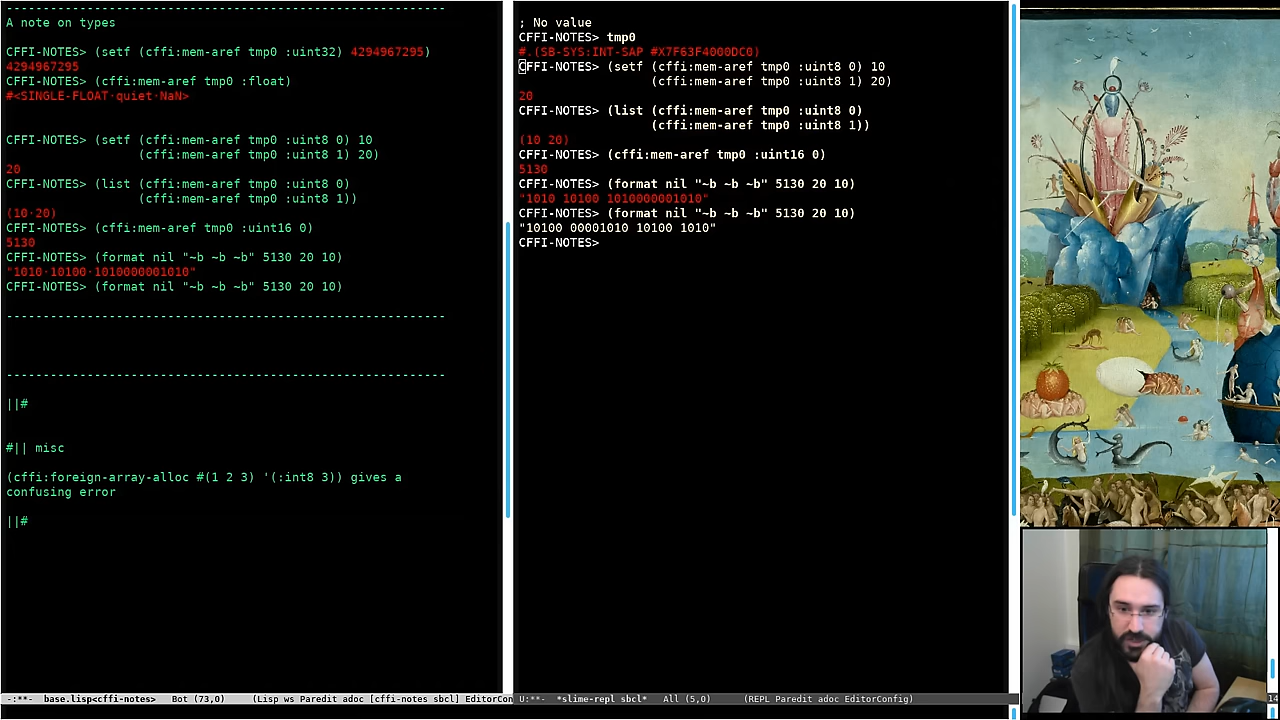 ------------------------------------------------------------
A note on types
CFFI-NOTES> (setf (cffi:mem-aref tmp0 :uint32) 4294967295)
4294967295
CFFI-NOTES> (cffi:mem-aref tmp0 :float)
#<SINGLE-FLOAT·quiet·NaN>
CFFI-NOTES> (setf (cffi:mem-aref tmp0 :uint8 0) 10
(cffi:mem-aref tmp0 :uint8 1) 20)
20
CFFI-NOTES> (list (cffi:mem-aref tmp0 :uint8 0)
(cffi:mem-aref tmp0 :uint8 1))
(10·20)
CFFI-NOTES> (cffi:mem-aref tmp0 :uint16 0)
5130
CFFI-NOTES> (format nil "~b ~b ~b" 5130 20 10)
"1010·10100·1010000001010"
CFFI-NOTES> (format nil "~b ~b ~b" 5130 20 10)
------------------------------------------------------------
------------------------------------------------------------
||#
#|| misc
(cffi:foreign-array-alloc #(1 2 3) '(:int8 3)) gives a
confusing error
||#
-:**- base.lisp<cffi-notes> Bot (73,0) (Lisp ws Paredit adoc [cffi-notes sbcl] EditorCon
; No value
CFFI-NOTES> tmp0
#.(SB-SYS:INT-SAP #X7F63F4000DC0)
CFFI-NOTES> (setf (cffi:mem-aref tmp0 :uint8 0) 10
(cffi:mem-aref tmp0 :uint8 1) 20)
20
CFFI-NOTES> (list (cffi:mem-aref tmp0 :uint8 0)
(cffi:mem-aref tmp0 :uint8 1))
(10 20)
CFFI-NOTES> (cffi:mem-aref tmp0 :uint16 0)
5130
CFFI-NOTES> (format nil "~b ~b ~b" 5130 20 10)
"1010 10100 1010000001010"
CFFI-NOTES> (format nil "~b ~b ~b" 5130 20 10)
"10100 00001010 10100 1010"
CFFI-NOTES>
U:**- *slime-repl sbcl* All (5,0) (REPL Paredit adoc EditorConfig)
14